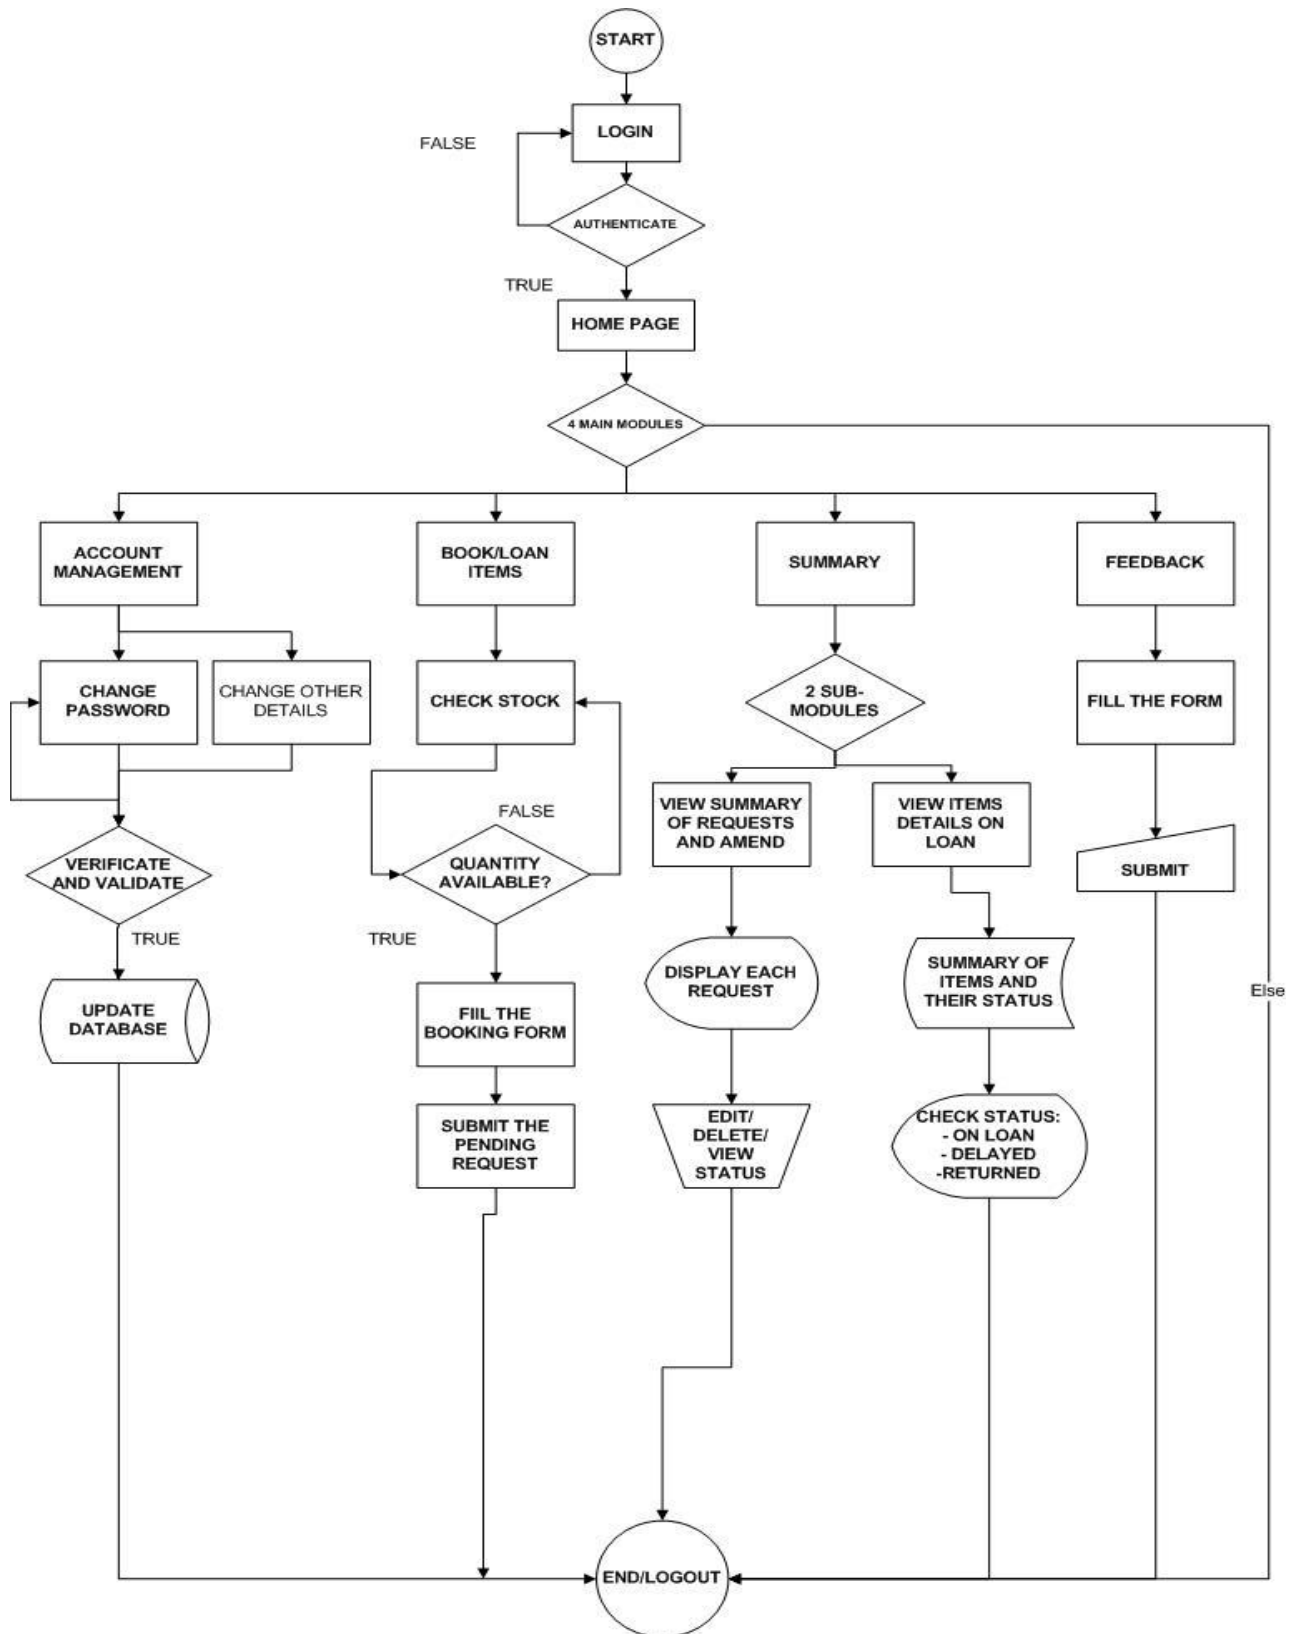 START
LOGIN
FALSE
AUTHENTICATE
TRUE
HOME PAGE
4 MAIN MODULES
ACCOUNT
MANAGEMENT
BOOK/LOAN
ITEMS
SUMMARY
FEEDBACK
CHANGE
PASSWORD
CHANGE OTHER
DETAILS
CHECK STOCK
2 SUB-
MODULES
FILL THE FORM
VIEW SUMMARY
OF REQUESTS
AND AMEND
VIEW ITEMS
DETAILS ON
LOAN
FALSE
VERIFICATE
AND VALIDATE
QUANTITY
AVAILABLE?
SUBMIT
TRUE
TRUE
DISPLAY EACH
REQUEST
SUMMARY OF
ITEMS AND
THEIR STATUS
Else
UPDATE
DATABASE
FIIL THE
BOOKING FORM
SUBMIT THE
PENDING
REQUEST
EDIT/
DELETE/
VIEW
STATUS
CHECK STATUS:
- ON LOAN
- DELAYED
-RETURNED
END/LOGOUT